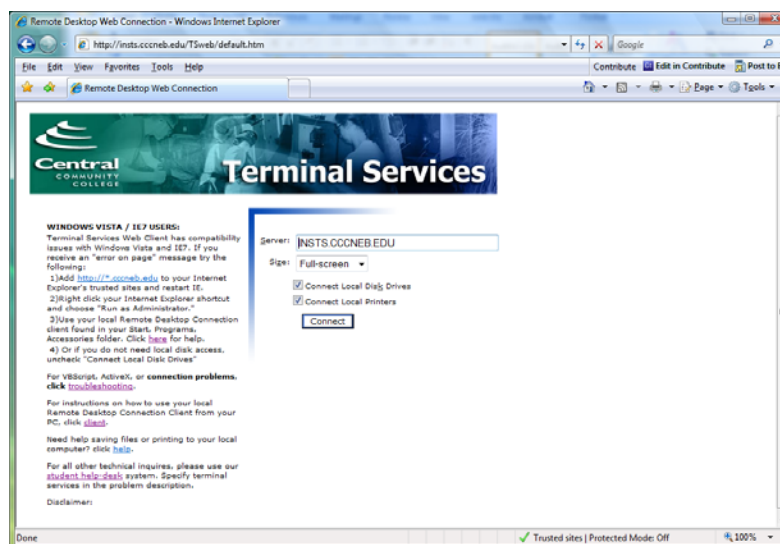 Remote Desktop Web Connection - Windows Internet Explorer
http://insts.cccneb.edu/TSweb/default.htm
Google
File Edit View Favorites Tools Help
Contribute Edit in Contribute Post to
Remote Desktop Web Connection
Page Tools
Central
COMMUNITY
COLLEGE
Terminal Services
WINDOWS VISTA / IE7 USERS:
Terminal Services Web Client has compatibility
issues with Windows Vista and IE7. If you
receive an "error on page" message try the
following:
1)Add http://*.cccneb.edu to your Internet
Explorer's trusted sites and restart IE.
2)Right click your Internet Explorer shortcut
and choose "Run as Administrator."
3)Use your local Remote Desktop Connection
client found in your Start, Programs,
Accessories folder. Click here for help.
4) Or if you do not need local disk access,
uncheck "Connect Local Disk Drives"
For VBScript, ActiveX, or connection problems,
click troubleshooting.
For instructions on how to use your local
Remote Desktop Connection Client from your
PC, click client.
Need help saving files or printing to your local
computer? click help.
For all other technical inquires, please use our
student help-desk system. Specify terminal
services in the problem description.
Disclaimer:
Server: INSTS.CCCNEB.EDU
Size: Full-screen
Connect Local Disk Drives
Connect Local Printers
Connect
Done
Trusted sites | Protected Mode: Off
100%